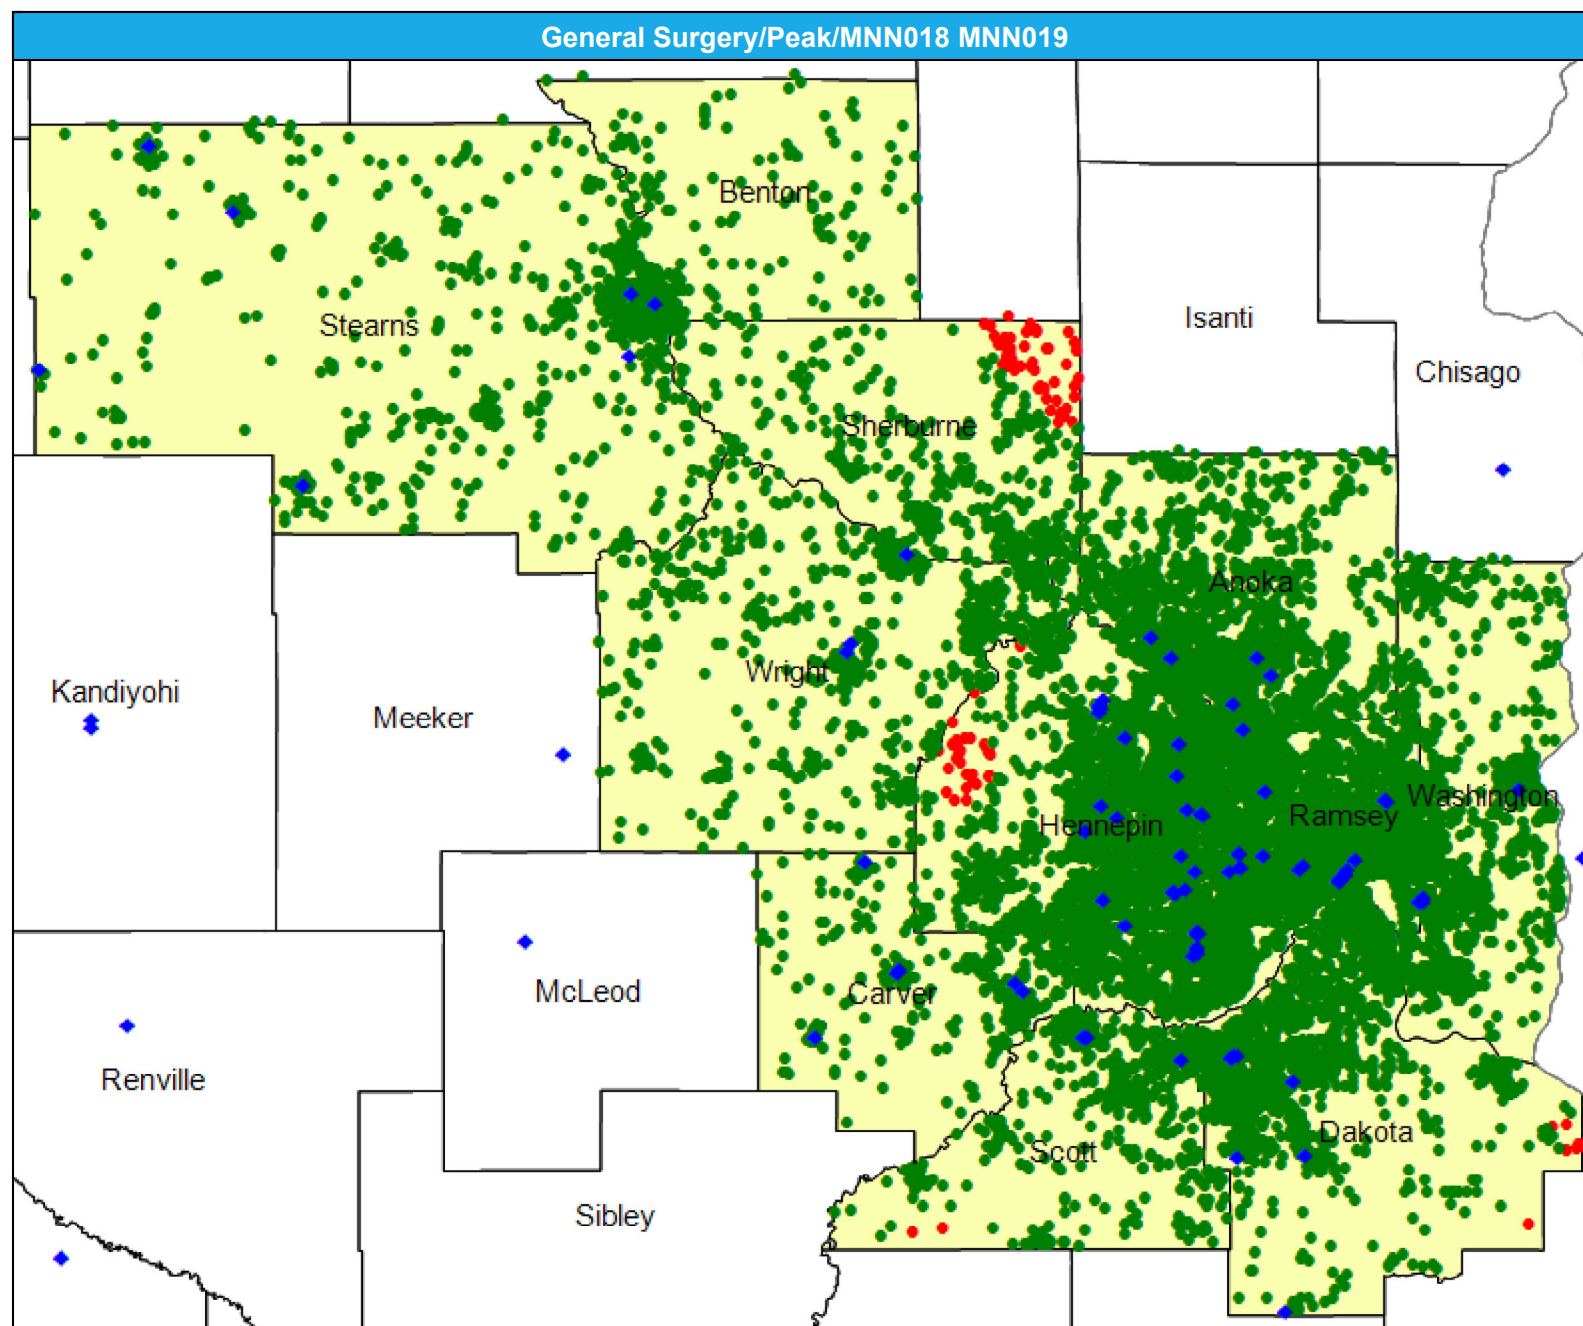 General Surgery/Peak/MNN018 MNN019
Benton
Isanti
Stearns
Chisago
Sherburne
Anoka
Wright
Kandiyohi
Meeker
Washington
Ramsey
Hennepin
McLeod
Carver
Renville
Dakota
Scott
Sibley